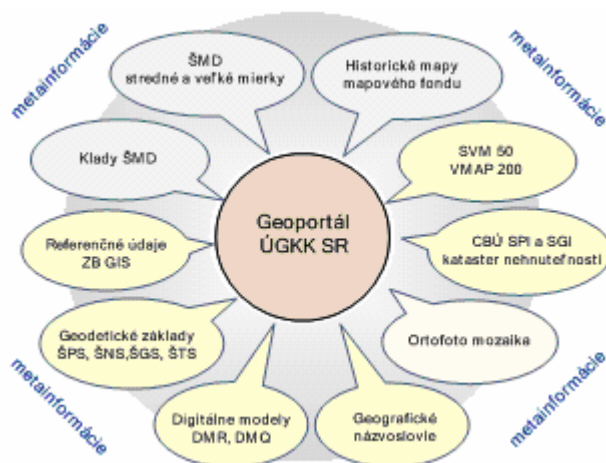 metainformácie
ŠMD
stredné a veľké mierky
Historické mapy
mapového fondu
metainformácie
Klady ŠMD
SVM 50
VMAP 200
Geoportál
ÚGKK SR
Referenčné údaje
ZB GIS
CBÚ SPI a SGI
kataster nehnuteľností
Geodetické základy
ŠPS, ŠNS,ŠGS, ŠTS
Ortofoto mozaika
metainformácie
Digitálne modely
DMR, DMQ
Geografické
názvoslovie
metainformácie